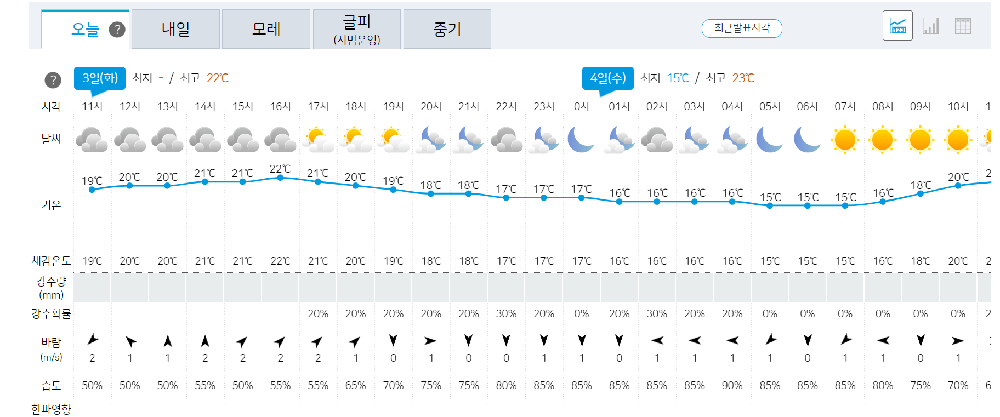 오늘 ? 내일 모레 글피 중기 최근발표시각
(시범운영)
? 3일(화) 최저 - / 최고 22℃ 4일(수) 최저 15℃ / 최고 23℃
시각 11시 12시 13시 14시 15시 16시 17시 18시 19시 20시 21시 22시 23시 0시 01시 02시 03시 04시 05시 06시 07시 08시 09시 10시 1
날씨
기온 19℃ 20℃ 20℃ 21℃ 21℃ 22℃ 21℃ 20℃ 19℃ 18℃ 18℃ 17℃ 17℃ 17℃ 16℃ 16℃ 16℃ 16℃ 15℃ 15℃ 15℃ 16℃ 18℃ 20℃ 2
체감온도 19℃ 20℃ 20℃ 21℃ 21℃ 22℃ 21℃ 20℃ 19℃ 18℃ 18℃ 17℃ 17℃ 17℃ 16℃ 16℃ 16℃ 16℃ 15℃ 15℃ 15℃ 16℃ 18℃ 20℃ 2
강수량 - - - - - - - - - - - - - - - - - - - - - - - -
(mm)
강수확률 20% 20% 20% 20% 20% 30% 20% 0% 20% 30% 20% 20% 0% 0% 0% 0% 0% 0% 2
바람
(m/s) 2 1 1 2 2 2 2 1 0 1 0 0 1 1 0 1 1 1 1 0 1 1 0 1
습도 50% 50% 50% 55% 50% 55% 55% 65% 70% 75% 75% 80% 85% 85% 85% 85% 85% 90% 85% 85% 85% 80% 75% 70% 6
한파영향